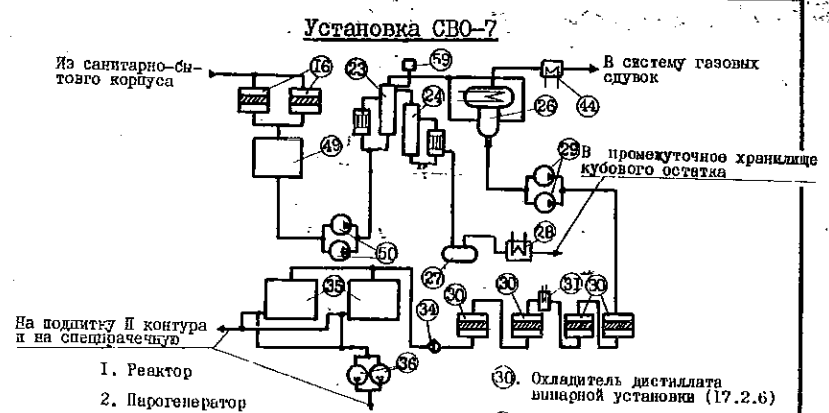 Установка СВО-7
Из санитарно-бы-
тового корпуса
16
23
59
24
26
44
В систему газовых
сдувок
49
29
В промежуточное хранилище
кубового остатка
50
27
28
35
34
30
30
31
30
На подпитку II контура
и на спецпрачечную
36
1. Реактор
2. Парогенератор
30. Охладитель дистиллата
выпарной установки (17.2.6)